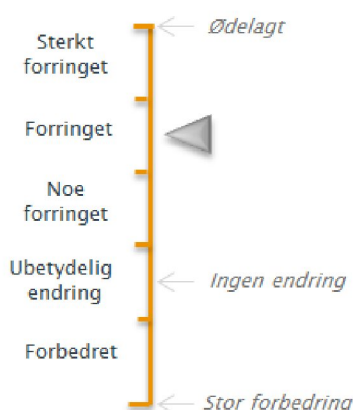 Ødelagt
Sterkt
forringet
Forringet
Noe
forringet
Ubetydelig
endring
Ingen endring
Forbedret
Stor forbedring